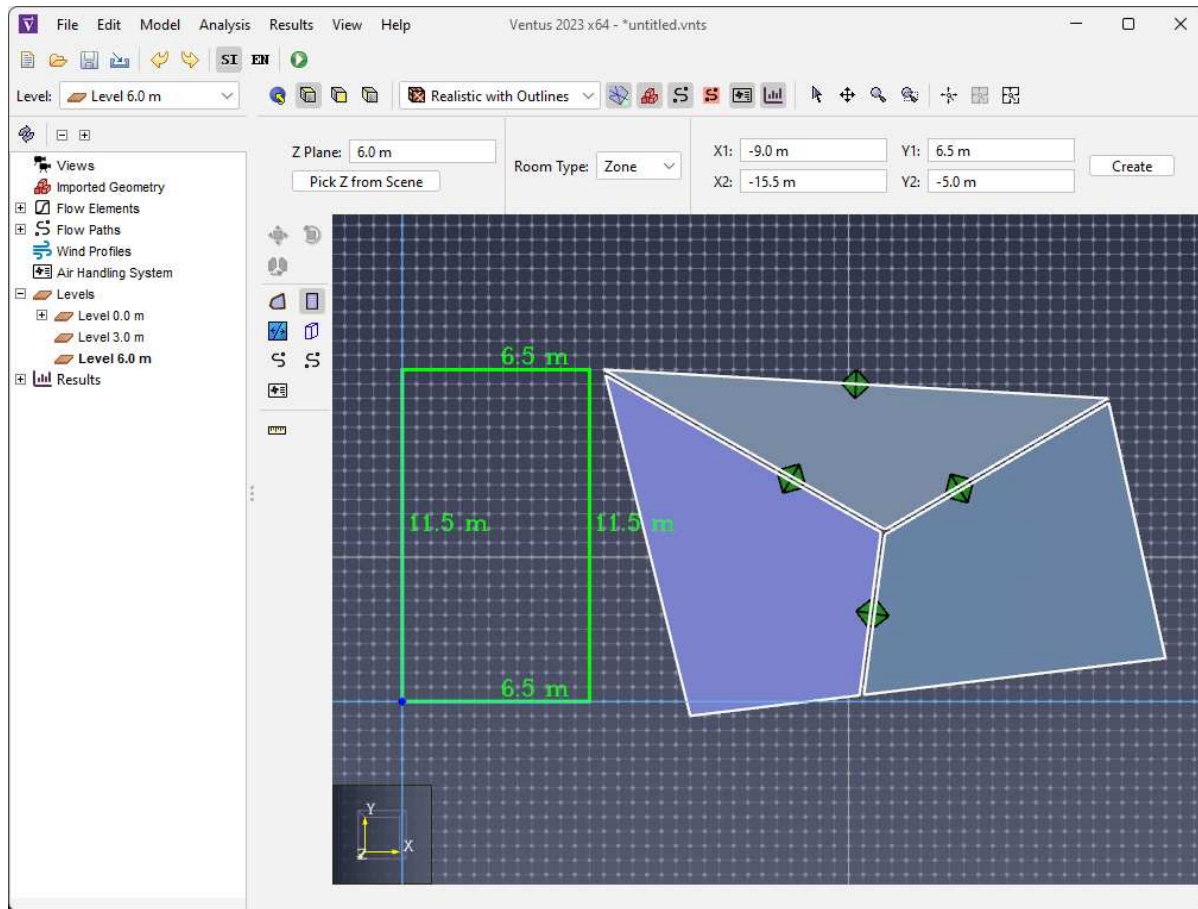 File Edit Model Analysis Results View Help Ventus 2023 x64 - *untitled.vnts
SI EN
Level: Level 6.0 m Realistic with Outlines
Z Plane: 6.0 m
Pick Z from Scene
Room Type: Zone
X1: -9.0 m Y1: 6.5 m
X2: -15.5 m Y2: -5.0 m
Create
Views
Imported Geometry
Flow Elements
Flow Paths
Wind Profiles
Air Handling System
Levels
Level 0.0 m
Level 3.0 m
Level 6.0 m
Results
6.5 m
11.5 m 11.5 m
6.5 m
Y
Z X